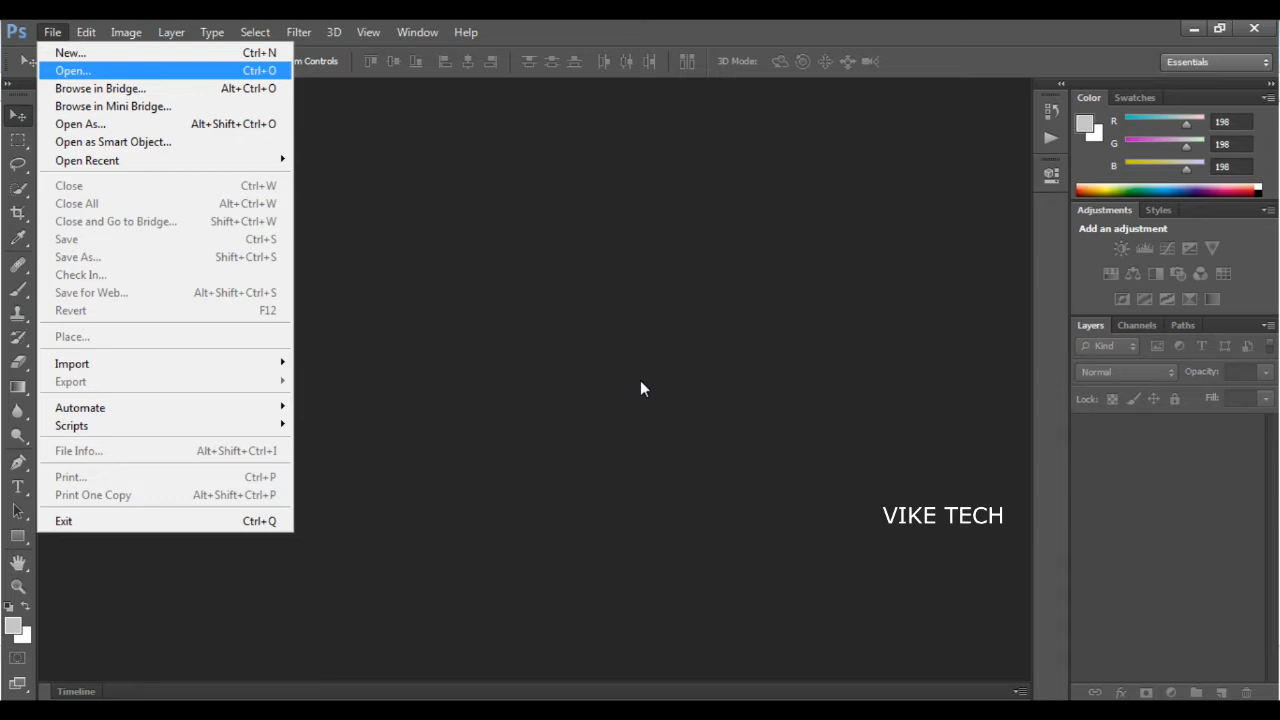 Ps File Edit Image Layer Type Select Filter 3D View Window Help
m Controls 3D Mode: Essentials
New... Ctrl+N
Open... Ctrl+O
Browse in Bridge... Alt+Ctrl+O
Browse in Mini Bridge...
Open As... Alt+Shift+Ctrl+O
Open as Smart Object...
Open Recent
Close Ctrl+W
Close All Alt+Ctrl+W
Close and Go to Bridge... Shift+Ctrl+W
Save Ctrl+S
Save As... Shift+Ctrl+S
Check In...
Save for Web... Alt+Shift+Ctrl+S
Revert F12
Place...
Import
Export
Automate
Scripts
File Info... Alt+Shift+Ctrl+I
Print... Ctrl+P
Print One Copy Alt+Shift+Ctrl+P
Exit Ctrl+Q
Color Swatches
R 198
G 198
B 198
Adjustments Styles
Add an adjustment
Layers Channels Paths
Kind
Normal Opacity:
Lock: Fill:
VIKE TECH
Timeline